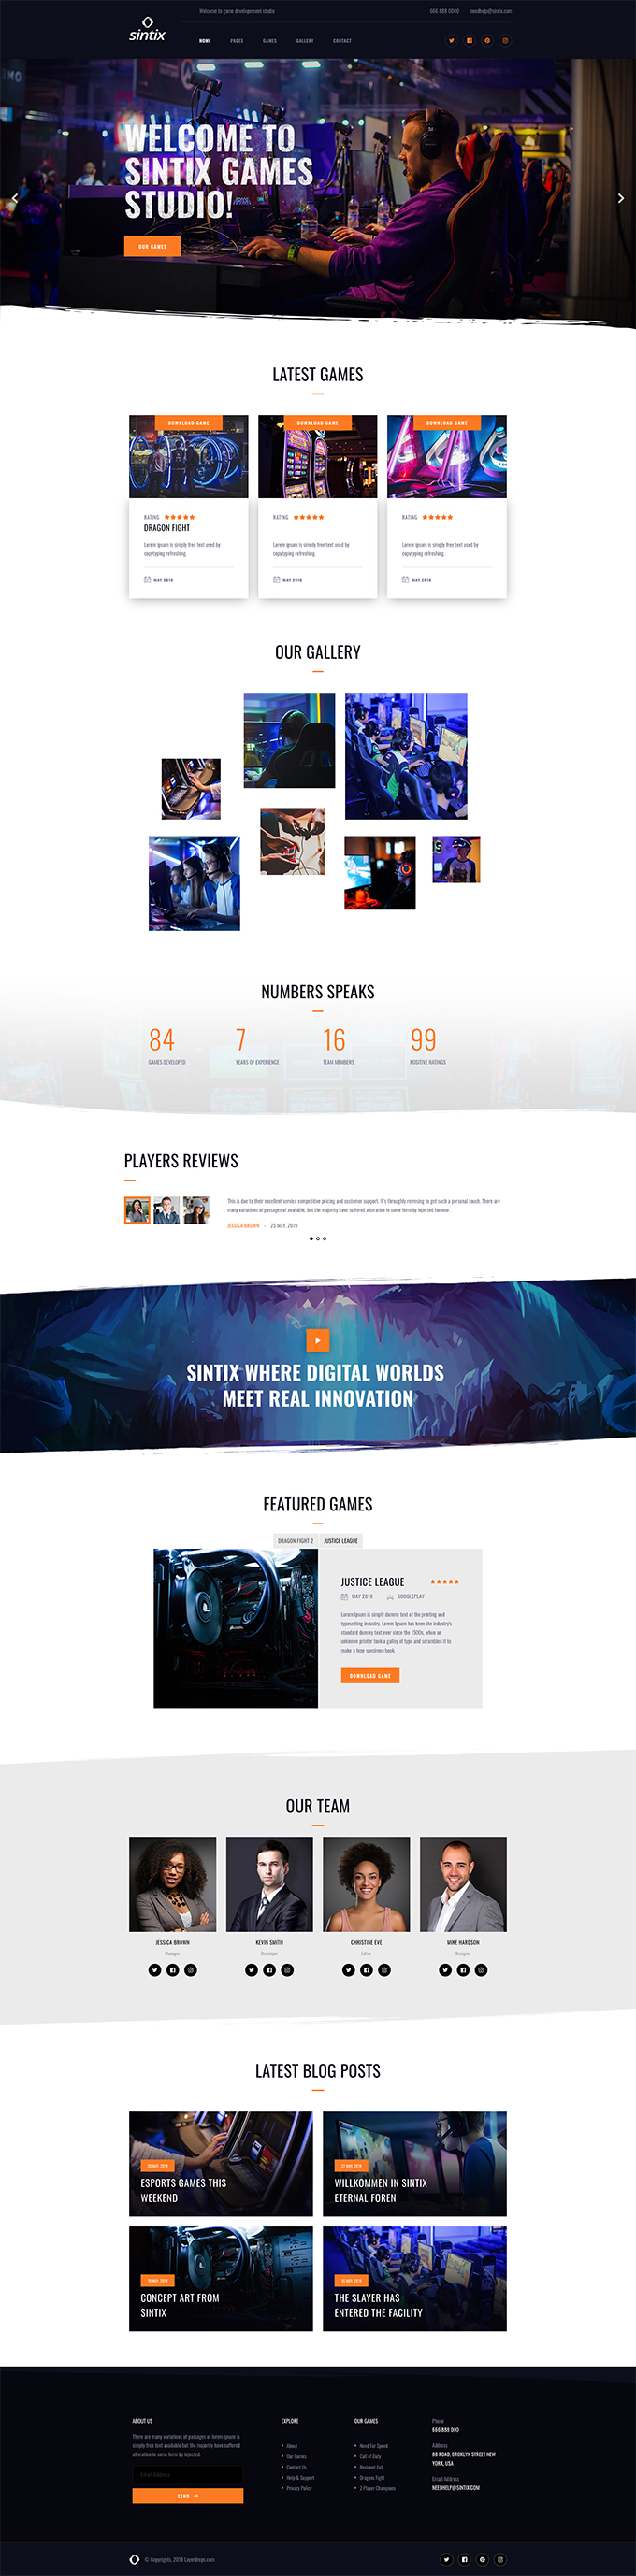 Welcome to game developement studio
666 888 0000
needhelp@sintix.com
sintix
HOME
PAGES
GAMES
GALLERY
CONTACT
WELCOME TO
SINTIX GAMES
STUDIO!
OUR GAMES
LATEST GAMES
DOWNLOAD GAME
DOWNLOAD GAME
DOWNLOAD GAME
RATING
DRAGON FIGHT
Lorem ipsum is simply free text used by
copytyping refreshing.
MAY 2018
RATING
Lorem ipsum is simply free text used by
copytyping refreshing.
MAY 2018
RATING
Lorem ipsum is simply free text used by
copytyping refreshing.
MAY 2018
OUR GALLERY
NUMBERS SPEAKS
84
GAMES DEVELOPED
7
YEARS OF EXPERIENCE
16
TEAM MEMBERS
99
POSITIVE RATINGS
PLAYERS REVIEWS
This is due to their excellent service competitive pricing and customer support. It's throughly refresing to get such a personal touch. There are
many variations of passages of available, but the majority have suffered alteration in some form by injected humour.
JESSICA BROWN - 25 MAY, 2019
SINTIX WHERE DIGITAL WORLDS
MEET REAL INNOVATION
FEATURED GAMES
DRAGON FIGHT 2
JUSTICE LEAGUE
JUSTICE LEAGUE
MAY 2018
GOOGLEPLAY
Lorem Ipsum is simply dummy text of the printing and
typesetting industry. Lorem Ipsum has been the industry's
standard dummy text ever since the 1500s, when an
unknown printer took a galley of type and scrambled it to
make a type specimen book.
DOWNLOAD GAME
OUR TEAM
JESSICA BROWN
Manager
KEVIN SMITH
Developer
CHRISTINE EVE
Editor
MIKE HARDSON
Designer
LATEST BLOG POSTS
25 MAY, 2019
ESPORTS GAMES THIS
WEEKEND
WILLKOMMEN IN SINTIX
ETERNAL FOREN
CONCEPT ART FROM
SINTIX
THE SLAYER HAS
ENTERED THE FACILITY
ABOUT US
There are many variations of passages of lorem ipsum is
simply free text available but the majority have suffered
alteration in some form by injected.
Email Address
SEND
EXPLORE
About
Our Games
Contact Us
Help & Support
Privacy Policy
OUR GAMES
Need For Speed
Call of Duty
Resident Evil
Dragons Fight
2 Player Champions
Phone
666 888 000
Address
88 ROAD, BROKLYN STREET NEW
YORK, USA
Email Address
NEEDHELP@SINTIX.COM
© Copyrights, 2019 Layerdrops.com